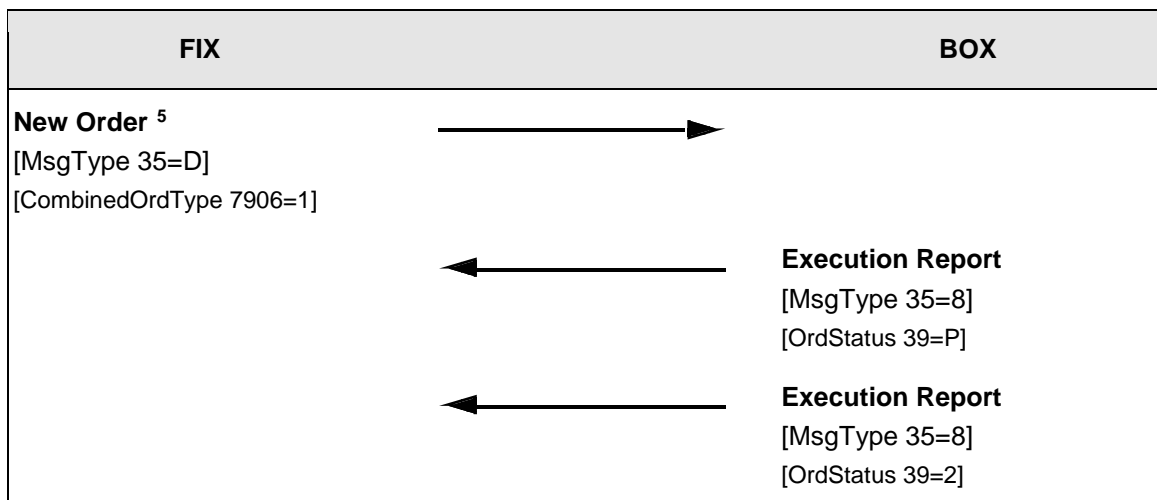 FIX
BOX
New Order 5
[MsgType 35=D]
[CombinedOrdType 7906=1]
Execution Report
[MsgType 35=8]
[OrdStatus 39=P]
Execution Report
[MsgType 35=8]
[OrdStatus 39=2]